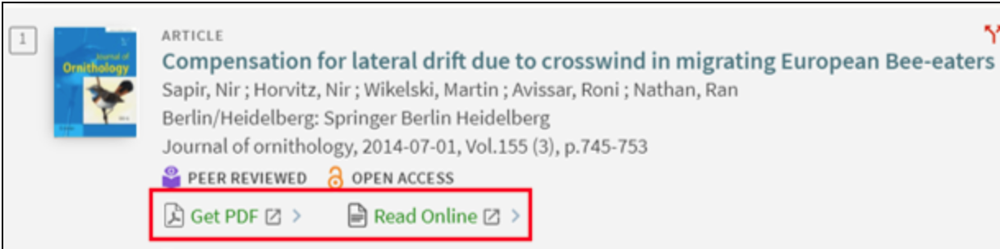 1
ARTICLE
Compensation for lateral drift due to crosswind in migrating European Bee-eaters
Sapir, Nir ; Horvitz, Nir ; Wikelski, Martin ; Avissar, Roni ; Nathan, Ran
Berlin/Heidelberg: Springer Berlin Heidelberg
Journal of ornithology, 2014-07-01, Vol.155 (3), p.745-753
PEER REVIEWED OPEN ACCESS
Get PDF > Read Online >
Journal of
Ornithology